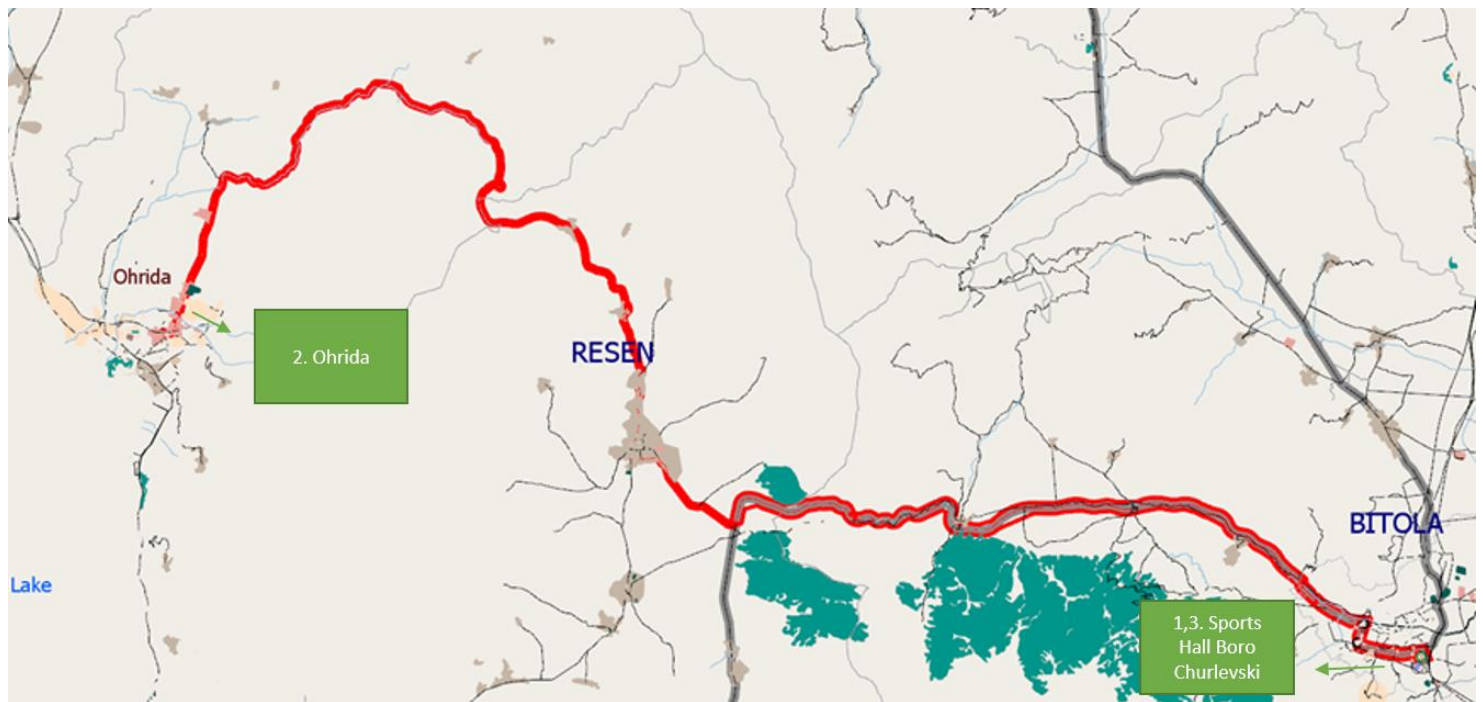 Ohrida
2. Ohrida
RESEN
BITOLA
Lake
1,3. Sports
Hall Boro
Churlevski